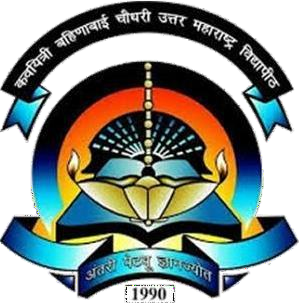 कवयित्री बहिणाबाई चौधरी उत्तर महाराष्ट्र विद्यापीठ
अंतरी पेटवू ज्ञानज्योत
1990